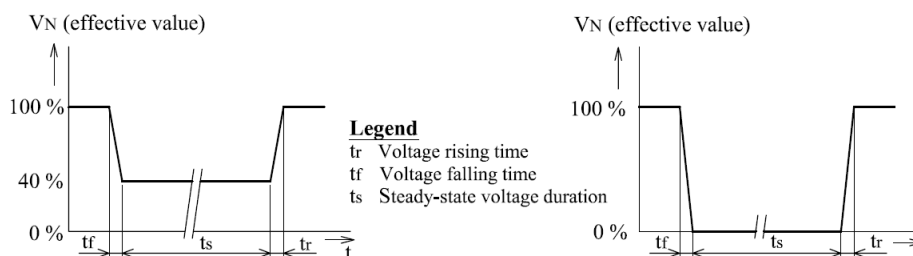 VN (effective value)
100 %
40 %
0 %
tf
ts
tr
t
Legend
tr Voltage rising time
tf Voltage falling time
ts Steady-state voltage duration
VN (effective value)
100 %
0 %
tf
ts
tr